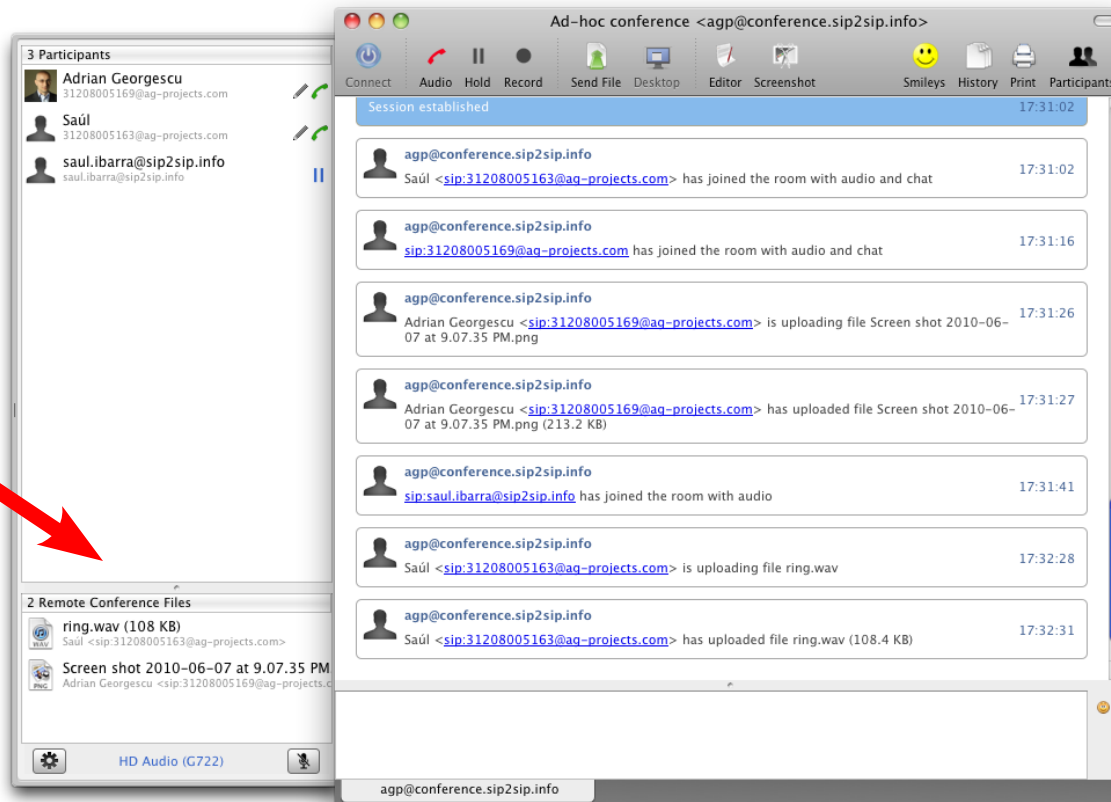 3 Participants
Adrian Georgescu
31208005169@ag-projects.com
Saúl
31208005163@ag-projects.com
saul.ibarra@sip2sip.info
saul.ibarra@sip2sip.info
2 Remote Conference Files
WAV
ring.wav (108 KB)
Saúl <sip:31208005163@ag-projects.com>
PNG
Screen shot 2010-06-07 at 9.07.35 PM
Adrian Georgescu <sip:31208005169@ag-projects.c
HD Audio (G722)
Ad-hoc conference <agp@conference.sip2sip.info>
Connect Audio Hold Record Send File Desktop Editor Screenshot Smileys History Print Participants
Session established 17:31:02
agp@conference.sip2sip.info
Saúl <sip:31208005163@ag-projects.com> has joined the room with audio and chat 17:31:02
agp@conference.sip2sip.info
sip:31208005169@ag-projects.com has joined the room with audio and chat 17:31:16
agp@conference.sip2sip.info
Adrian Georgescu <sip:31208005169@ag-projects.com> is uploading file Screen shot 2010-06- 17:31:26
07 at 9.07.35 PM.png
agp@conference.sip2sip.info
Adrian Georgescu <sip:31208005169@ag-projects.com> has uploaded file Screen shot 2010-06- 17:31:27
07 at 9.07.35 PM.png (213.2 KB)
agp@conference.sip2sip.info
sip:saul.ibarra@sip2sip.info has joined the room with audio 17:31:41
agp@conference.sip2sip.info
Saúl <sip:31208005163@ag-projects.com> is uploading file ring.wav 17:32:28
agp@conference.sip2sip.info
Saúl <sip:31208005163@ag-projects.com> has uploaded file ring.wav (108.4 KB) 17:32:31
agp@conference.sip2sip.info